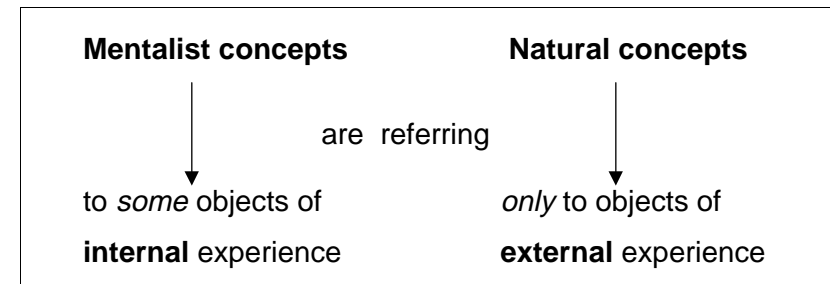 Mentalist concepts Natural concepts
are referring
to some objects of only to objects of
internal experience external experience